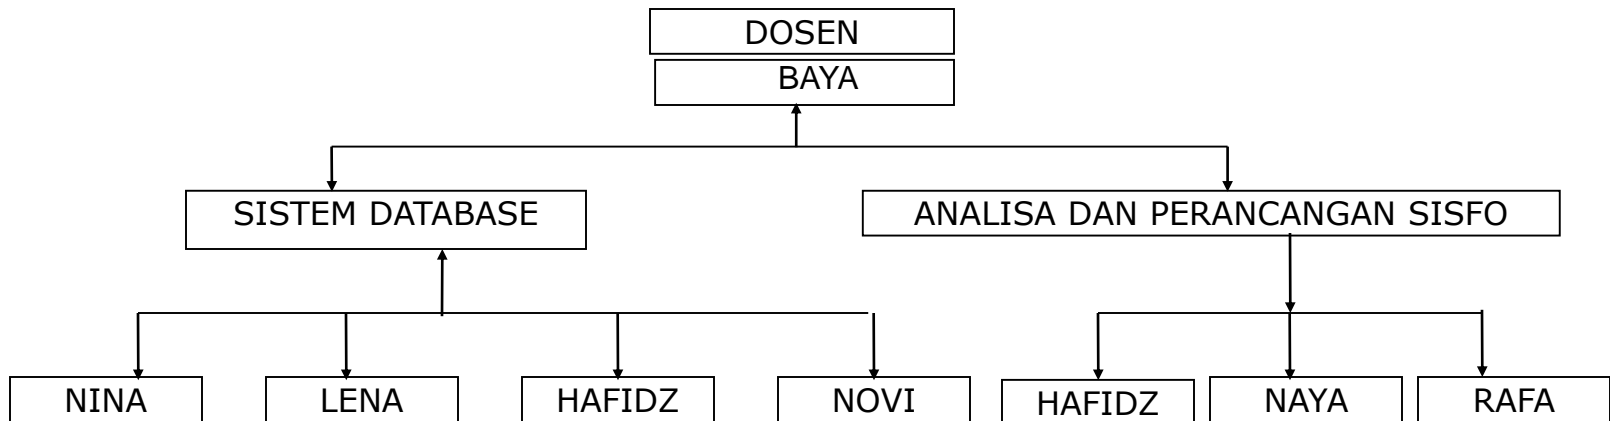 DOSEN
BAYA
SISTEM DATABASE
ANALISA DAN PERANCANGAN SISFO
NINA
LENA
HAFIDZ
NOVI
HAFIDZ
NAYA
RAFA